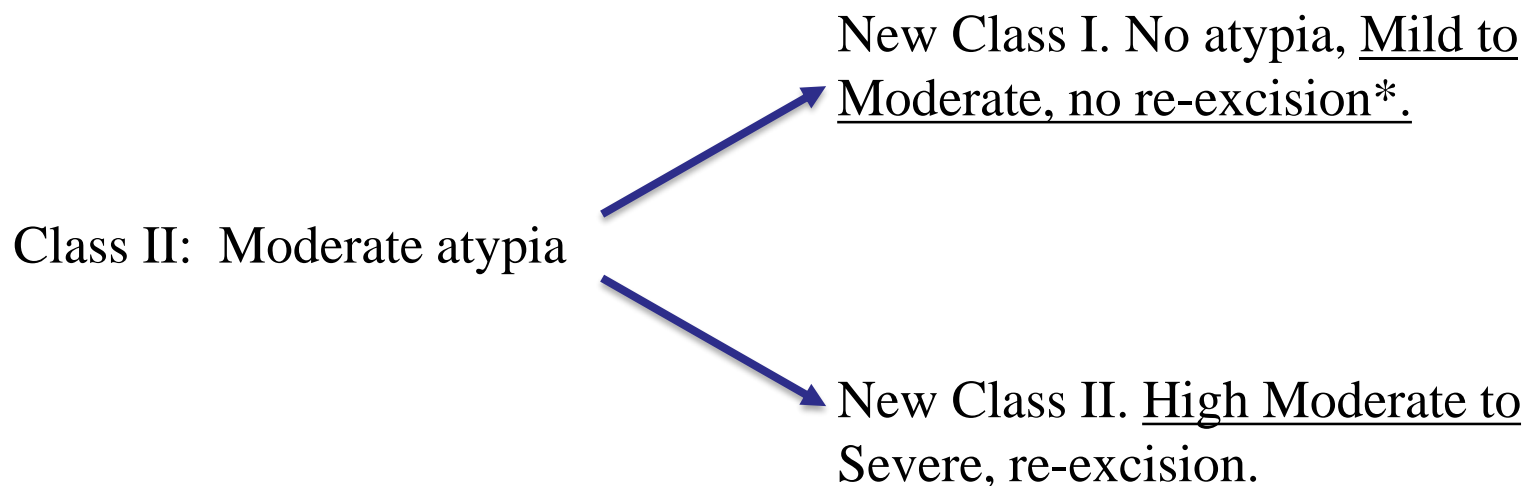 New Class I. No atypia, Mild to
Moderate, no re-excision*.
Class II:  Moderate atypia
New Class II. High Moderate to
Severe, re-excision.